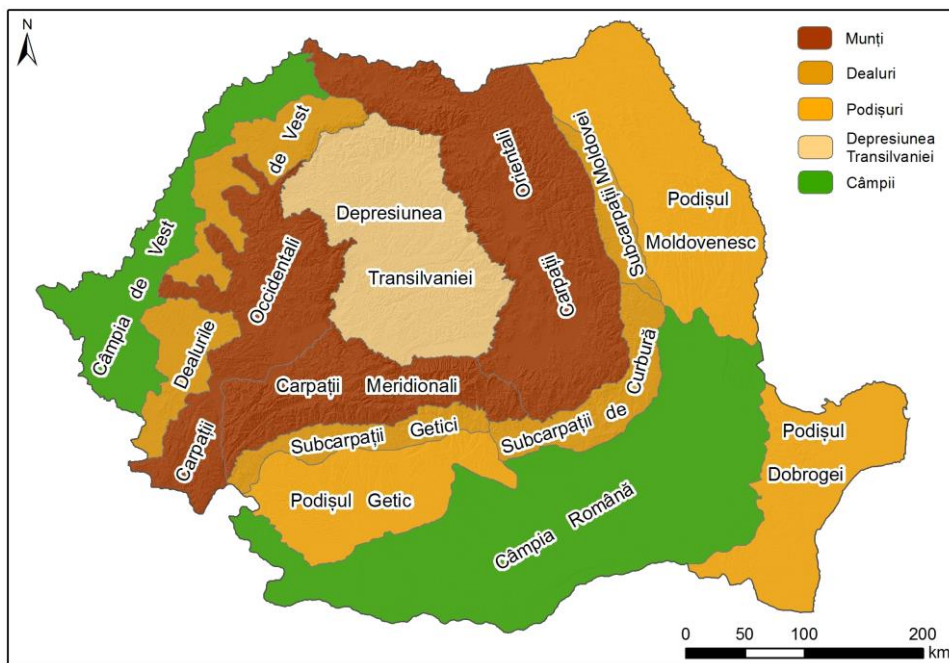 N
Munți
Dealuri
Podișuri
Depresiunea
Transilvaniei
Câmpii
Dealurile de Vest
Câmpia de Vest
Carpații Occidentali
Depresiunea
Transilvaniei
Carpații Orientali
Subcarpații Moldovei
Podișul
Moldovenesc
Carpații Meridionali
Subcarpații Getici
Subcarpații de Curbură
Podișul Getic
Câmpia Română
Podișul
Dobrogei
0 50 100 200
km